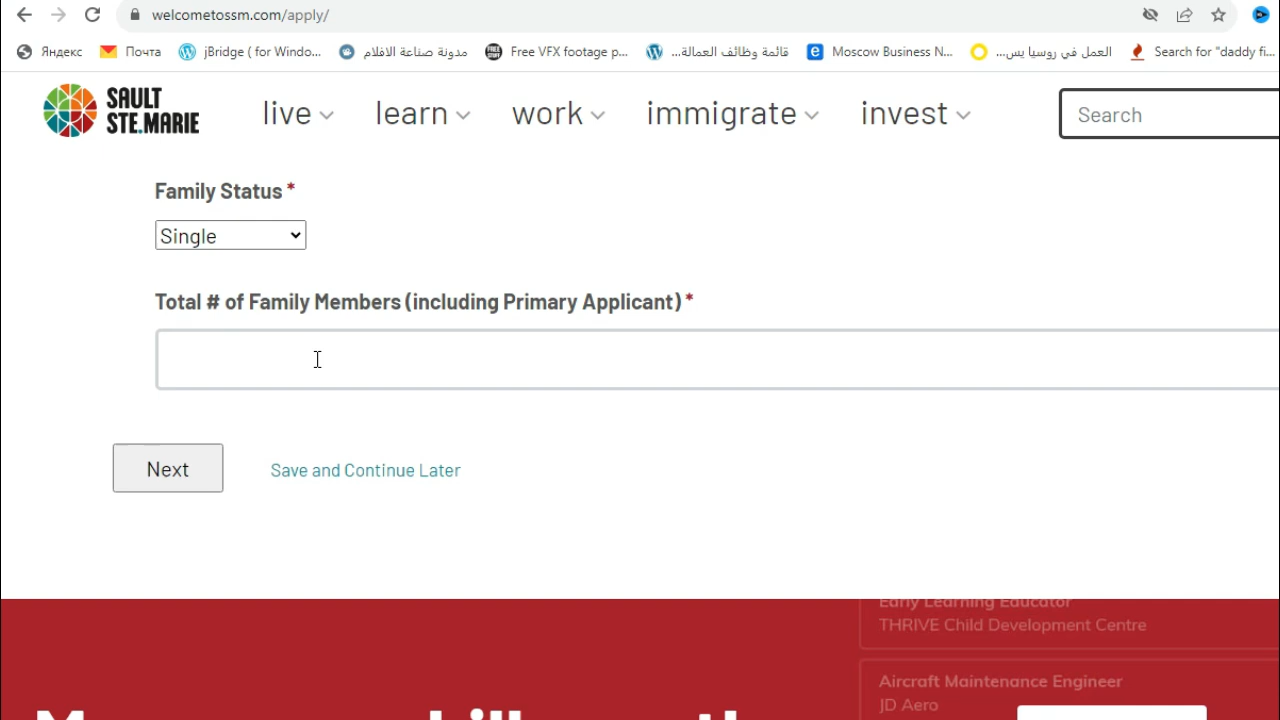 welcometossm.com/apply/
Яндекс Почта jBridge ( for Windo... مدونة صناعة الافلام Free VFX footage p... قائمة وظائف العمالة... Moscow Business N... العمل في روسيا يس... Search for "daddy fi...
SAULT
STE.MARIE
live learn work immigrate invest Search
Family Status *
Single
Total # of Family Members (including Primary Applicant) *
Next Save and Continue Later
Early Learning Educator
THRIVE Child Development Centre
Aircraft Maintenance Engineer
JD Aero